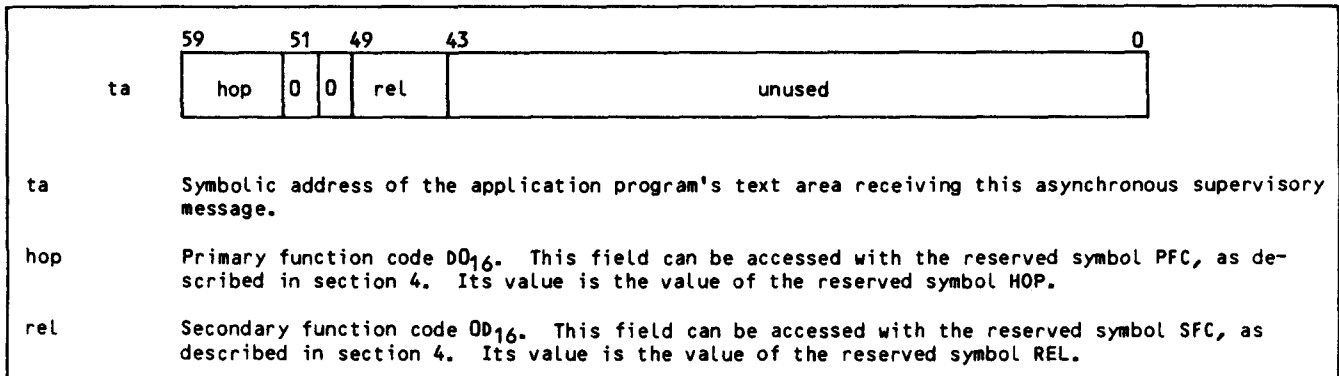 59 51 49 43 0
ta hop 0 0 rel unused
ta Symbolic address of the application program's text area receiving this asynchronous supervisory
message.
hop Primary function code D0₁₆. This field can be accessed with the reserved symbol PFC, as de-
scribed in section 4. Its value is the value of the reserved symbol HOP.
rel Secondary function code 0D₁₆. This field can be accessed with the reserved symbol SFC, as
described in section 4. Its value is the value of the reserved symbol REL.